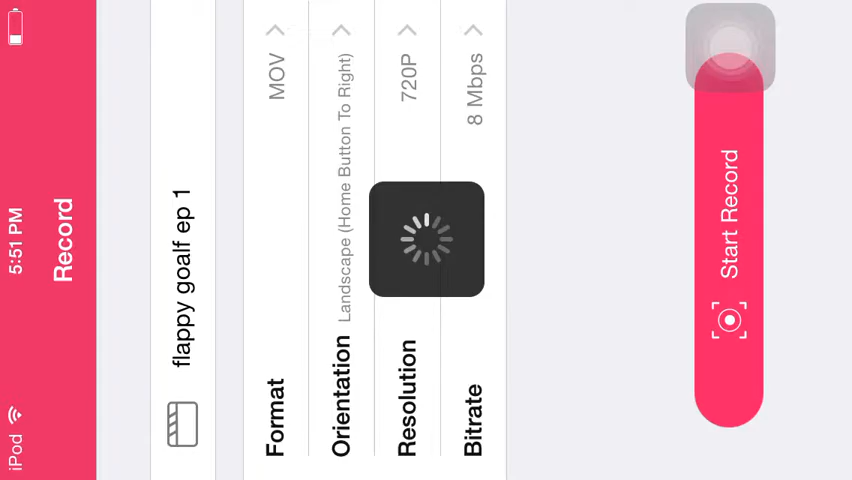 iPod 5:51 PM
Record
flappy goalf ep 1
Format MOV
Orientation Landscape (Home Button To Right)
Resolution 720P
Bitrate 8 Mbps
Start Record